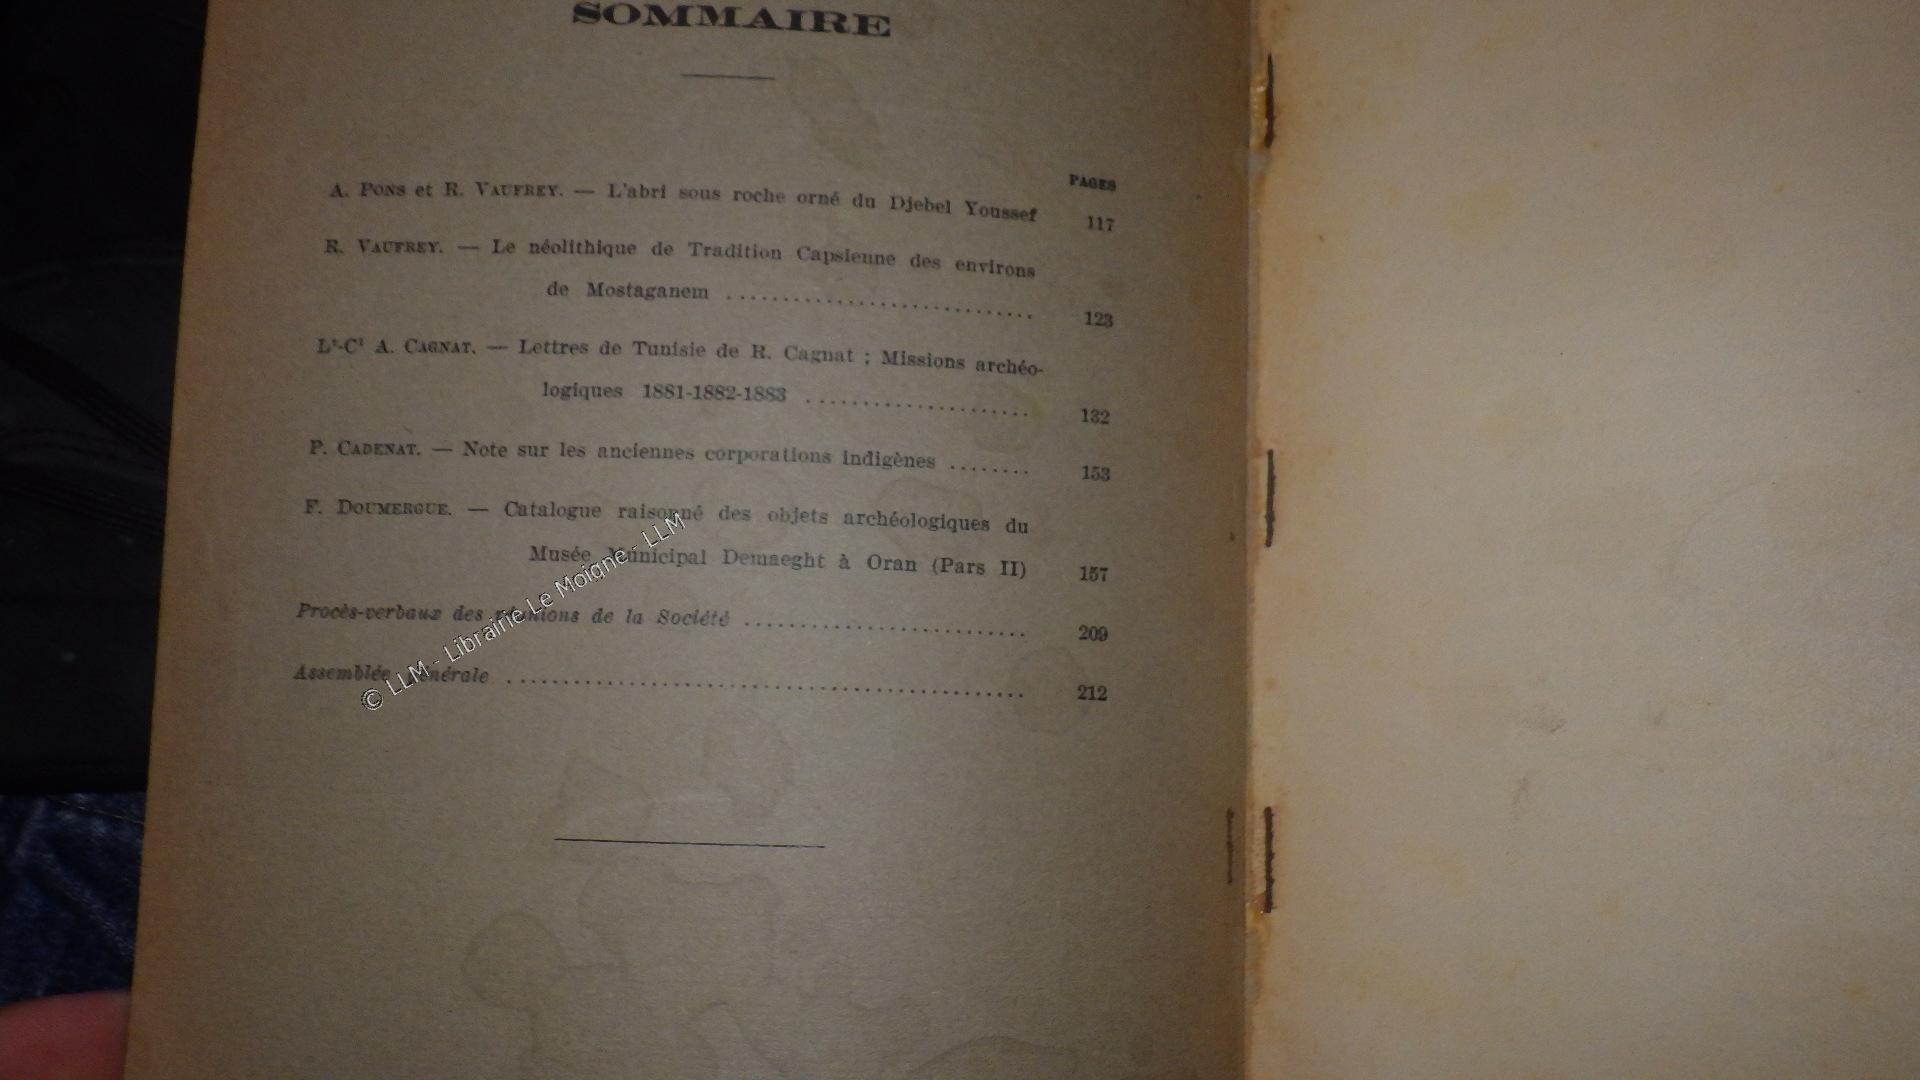 SOMMAIRE
PAGES
A. PONS et R. VAUFREY. — L'abri sous roche orné du Djebel Youssef 117
R. VAUFREY. — Le néolithique de Tradition Capsienne des environs
de Mostaganem .............................. 123
Lt-Cl A. CAGNAT. — Lettres de Tunisie de R. Cagnat ; Missions archéo-
logiques 1881-1882-1883 ...................... 132
P. CADENAT. — Note sur les anciennes corporations indigènes ........ 153
F. DOUMERGUE. — Catalogue raisonné des objets archéologiques du
Musée Municipal Demaeght à Oran (Pars II) 157
Procès-verbaux des réunions de la Société .......................... 209
Assemblée générale ................................................ 212
© LLM - Librairie Le Moigne - LLM